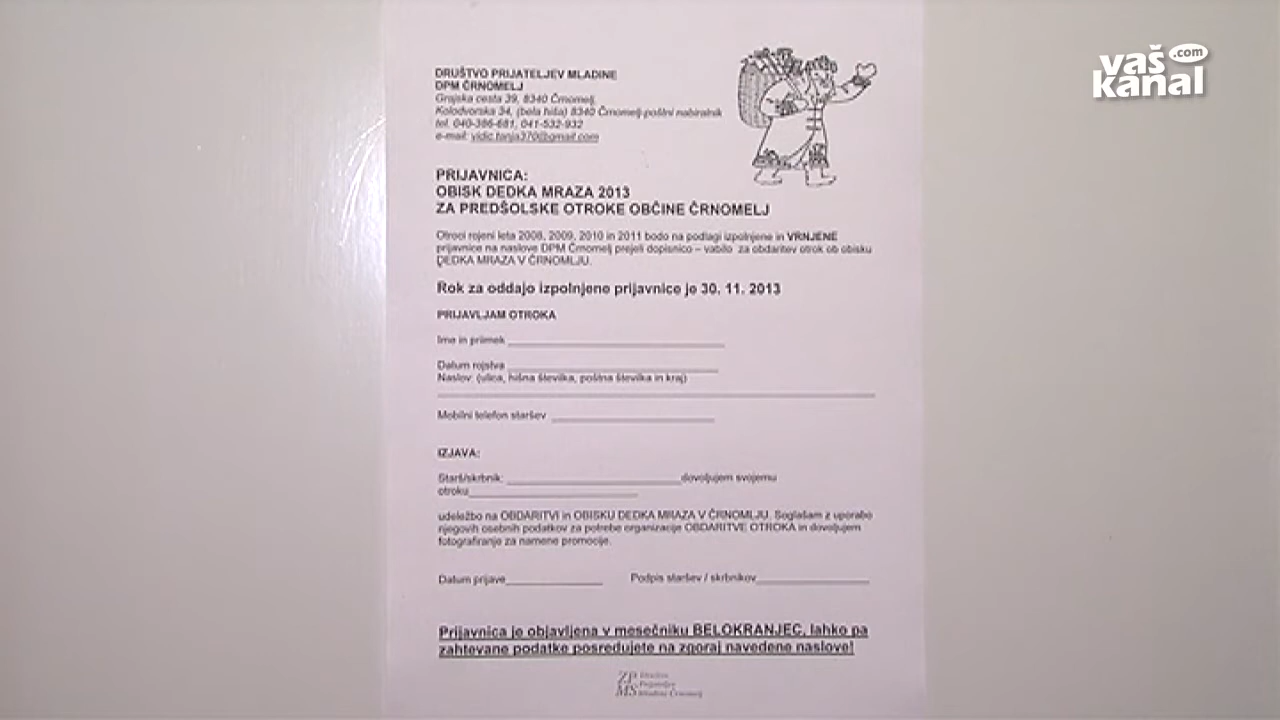 vaš
.com
kanal
DRUŠTVO PRIJATELJEV MLADINE
DPM ČRNOMELJ
Grajska cesta 39, 8340 Črnomelj,
Kolodvorska 34, (bela hiša) 8340 Črnomelj-poštni nabiralnik
tel. 040-386-681, 041-532-932
e-mail: vidic.tanja370@gmail.com
PRIJAVNICA:
OBISK DEDKA MRAZA 2013
ZA PREDŠOLSKE OTROKE OBČINE ČRNOMELJ
Otroci rojeni leta 2008, 2009, 2010 in 2011 bodo na podlagi izpolnjene in VRNJENE
prijavnice na naslove DPM Črnomelj prejeli dopisnico – vabilo za obdaritev otrok ob obisku
DEDKA MRAZA V ČRNOMLJU.
Rok za oddajo izpolnjene prijavnice je 30. 11. 2013
PRIJAVLJAM OTROKA
Ime in priimek
Datum rojstva
Naslov: (ulica, hišna številka, poštna številka in kraj)
Mobilni telefon staršev
IZJAVA:
Starš/skrbnik: dovoljujem svojemu
otroku
udeležbo na OBDARITVI in OBISKU DEDKA MRAZA V ČRNOMLJU. Soglašam z uporabo
njegovih osebnih podatkov za potrebe organizacije OBDARITVE OTROKA in dovoljujem
fotografiranje za namene promocije.
Datum prijave Podpis staršev / skrbnikov
Prijavnica je objavljena v mesečniku BELOKRANJEC, lahko pa
zahtevane podatke posredujete na zgoraj navedene naslove!
ZPMS
Društvo
Prijateljev
Mladine Črnomelj